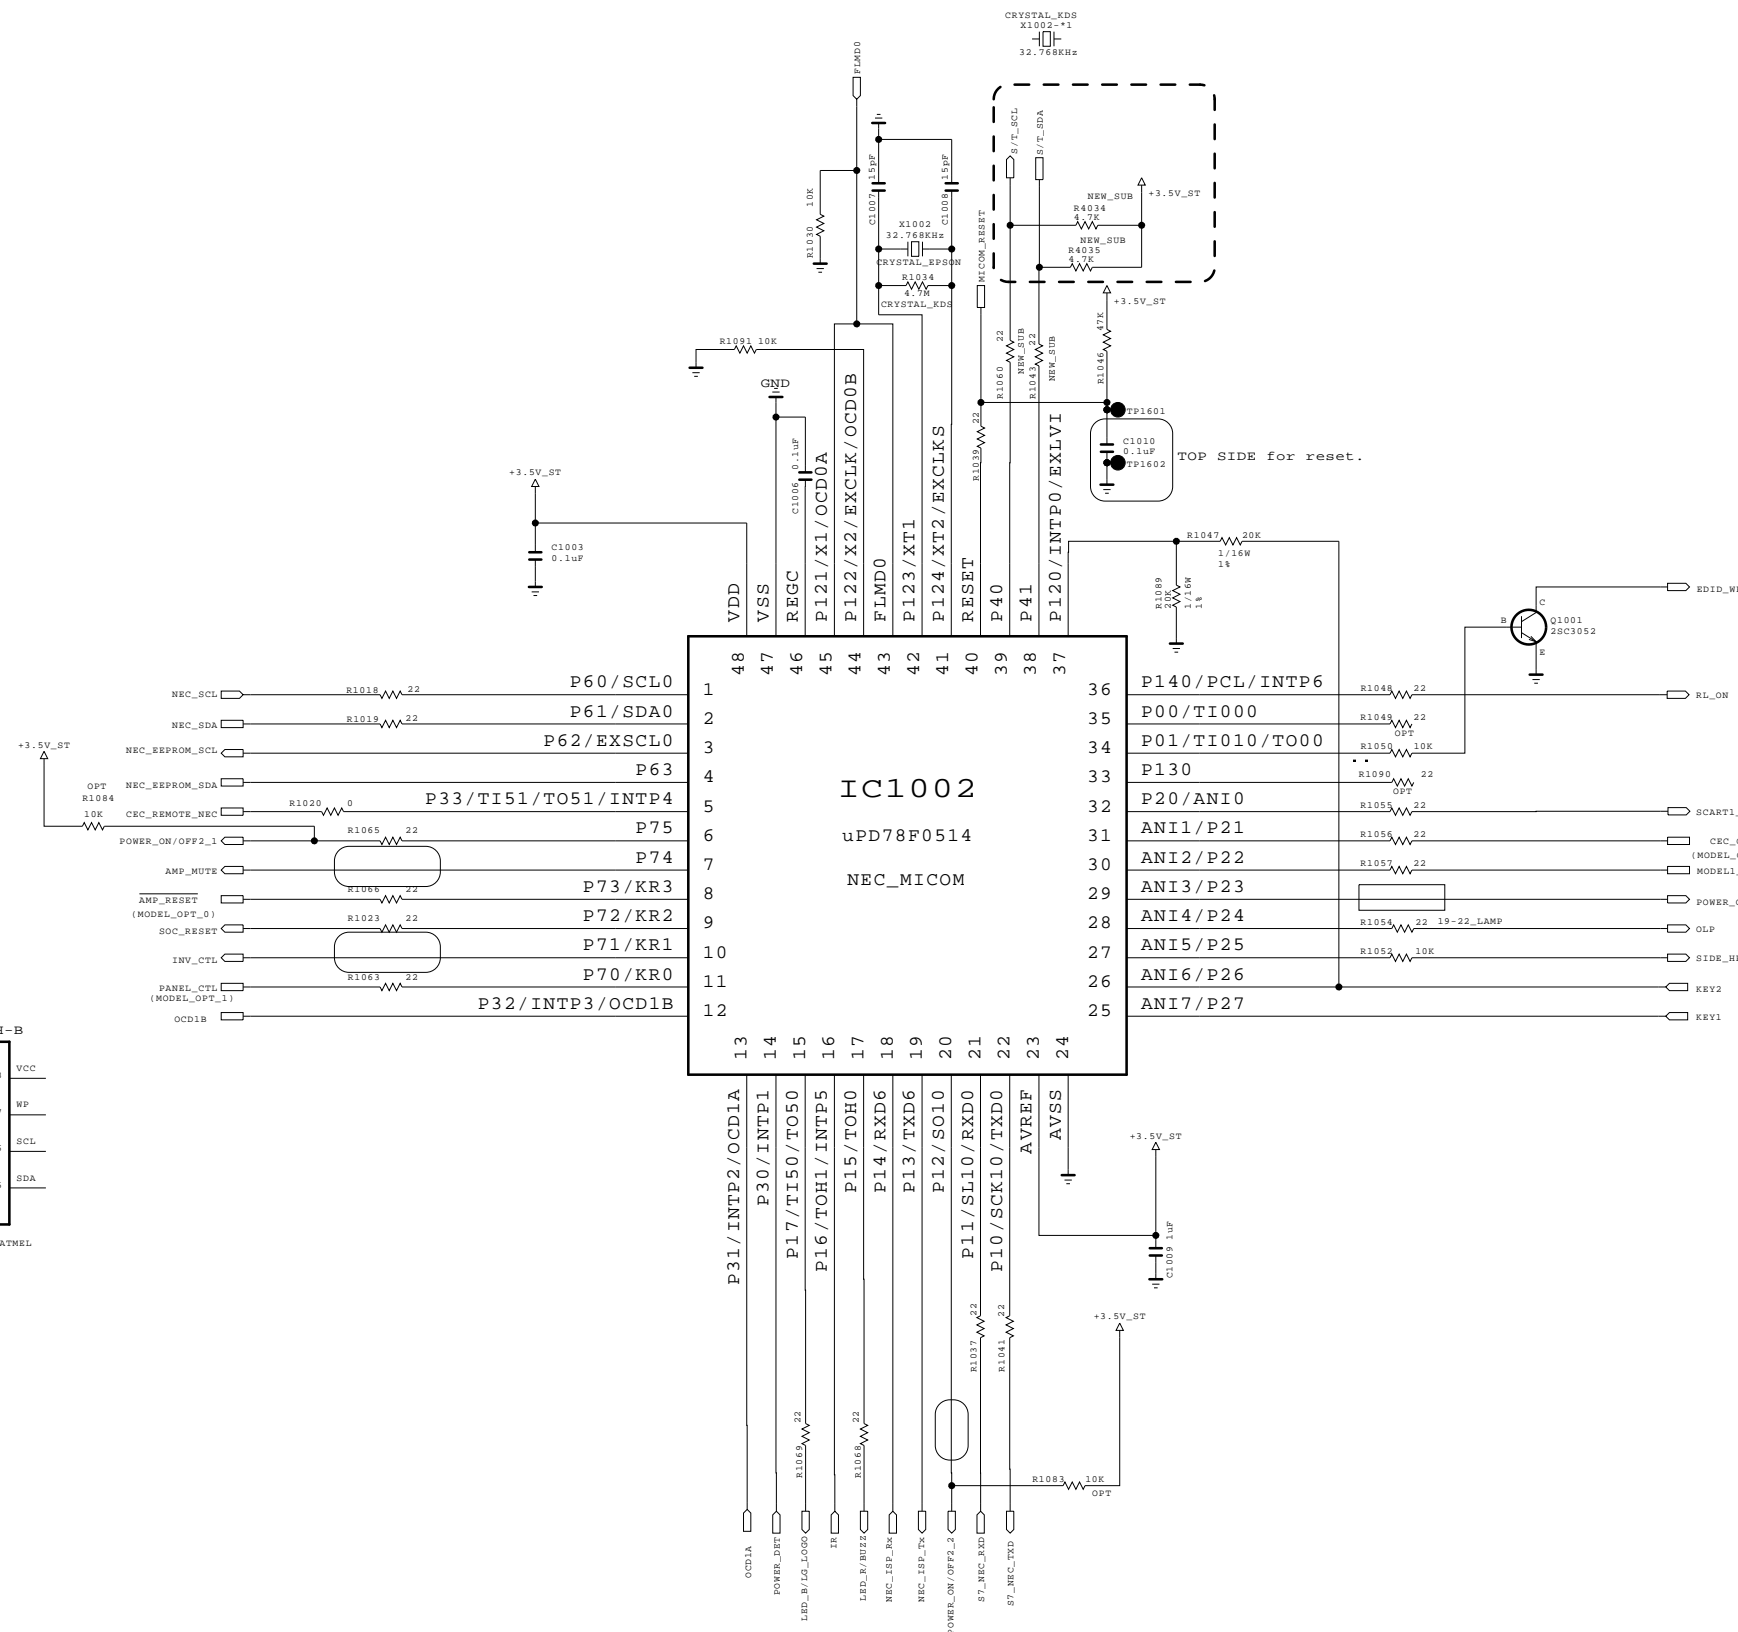 CRYSTAL_KDS
X1002-*1
32.768KHz
FLMD0
S/T_SCL
S/T_SDA
+3.5V_ST
NEW_SUB
R4034
4.7K
NEW_SUB
R4035
4.7K
C1007 15pF
C1008 15pF
R1030 10K
X1002
32.768KHz
CRYSTAL_EPSON
R1034
4.7M
CRYSTAL_KDS
MICOM_RESET
+3.5V_ST
R1046 47K
R1060 22
NEW_SUB
R1043 22
NEW_SUB
R1091 10K
GND
C1006 0.1uF
R1039 22
TP1601
C1010
0.1uF
TP1602
TOP SIDE for reset.
+3.5V_ST
C1003
0.1uF
R1047 20K
1/16W
1%
R1089
20K
1/16W
1%
Q1001
2SC3052
B
C
E
EDID_W
VDD
VSS
REGC
P121/X1/OCD0A
P122/X2/EXCLK/OCD0B
FLMD0
P123/XT1
P124/XT2/EXCLKS
RESET
P40
P41
P120/INTP0/EXLVI
48 47 46 45 44 43 42 41 40 39 38 37
NEC_SCL R1018 22 P60/SCL0 1
NEC_SDA R1019 22 P61/SDA0 2
NEC_EEPROM_SCL P62/EXSCL0 3
NEC_EEPROM_SDA P63 4
CEC_REMOTE_NEC R1020 0 P33/TI51/TO51/INTP4 5
+3.5V_ST
OPT
R1084
10K
POWER_ON/OFF2_1 R1065 22 P75 6
AMP_MUTE P74 7
AMP_RESET R1066 22 P73/KR3 8
(MODEL_OPT_0)
SOC_RESET R1023 22 P72/KR2 9
INV_CTL P71/KR1 10
PANEL_CTL R1063 22 P70/KR0 11
(MODEL_OPT_1)
OCD1B P32/INTP3/OCD1B 12
IC1002
uPD78F0514
NEC_MICOM
36 P140/PCL/INTP6 R1048 22 RL_ON
35 P00/TI000 R1049 22
OPT
34 P01/TI010/TO00 R1050 10K
33 P130 R1090 22
OPT
32 P20/ANI0 R1055 22 SCART1_
31 ANI1/P21 R1056 22 CEC_
(MODEL_
30 ANI2/P22 R1057 22 MODEL1_
29 ANI3/P23 POWER_
28 ANI4/P24 R1054 22 19-22_LAMP OLP
27 ANI5/P25 R1052 10K SIDE_H
26 ANI6/P26 KEY2
25 ANI7/P27 KEY1
13 14 15 16 17 18 19 20 21 22 23 24
P31/INTP2/OCD1A
P30/INTP1
P17/TI50/TO50
P16/TOH1/INTP5
P15/TOH0
P14/RXD6
P13/TXD6
P12/SO10
P11/SL10/RXD0
P10/SCK10/TXD0
AVREF
AVSS
-B
VCC
WP
SCL
SDA
ATMEL
+3.5V_ST
C1009 1uF
+3.5V_ST
R1037 22
R1041 22
R1069 22
R1068 22
R1083 10K
OPT
OCD1A
POWER_DET
LED_B/LG_LOGO
IR
LED_R/BUZZ
NEC_ISP_Rx
NEC_ISP_Tx
POWER_ON/OFF2_2
S7_NEC_RXD
S7_NEC_TXD